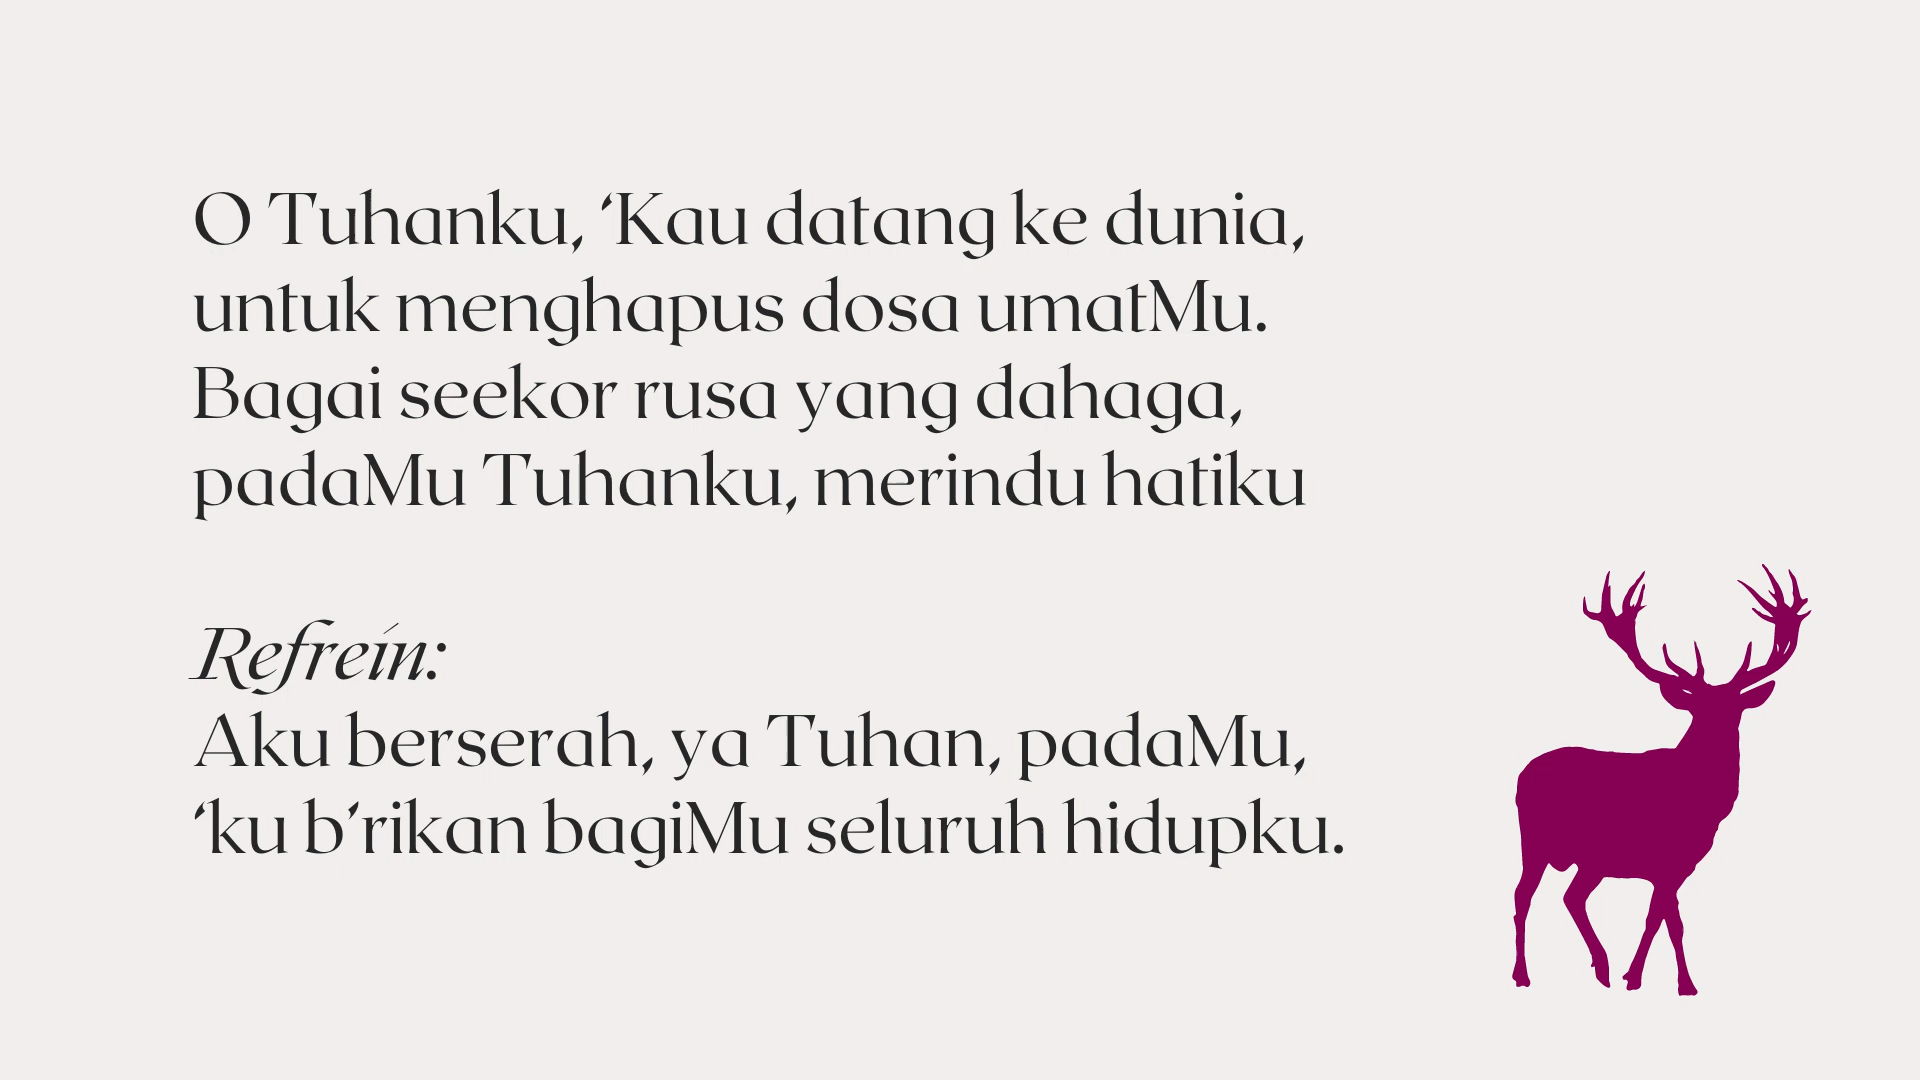 O Tuhanku, ‘Kau datang ke dunia,
untuk menghapus dosa umatMu.
Bagai seekor rusa yang dahaga,
padaMu Tuhanku, merindu hatiku
Refrein:
Aku berserah, ya Tuhan, padaMu,
‘ku b’rikan bagiMu seluruh hidupku.